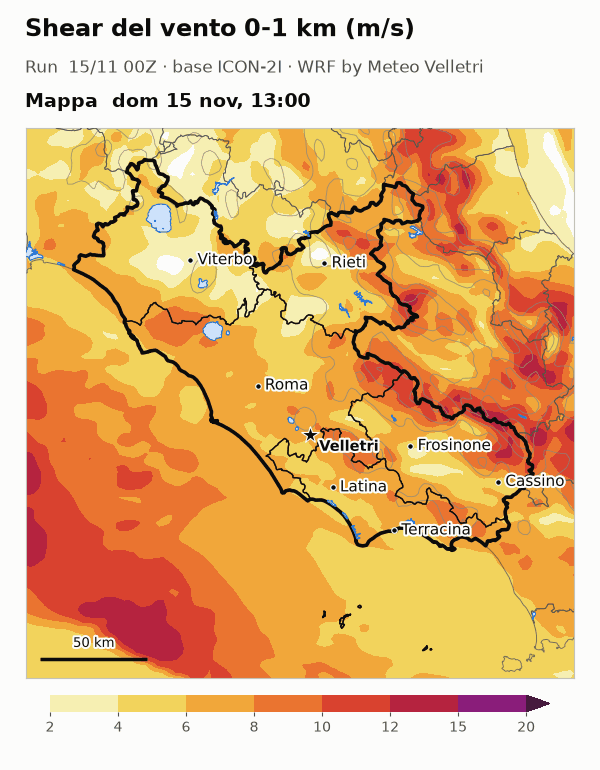 Shear del vento 0-1 km (m/s)
Run  15/11 00Z · base ICON-2I · WRF by Meteo Velletri
Mappa  dom 15 nov, 13:00
Viterbo
Rieti
Roma
Velletri
Frosinone
Cassino
Latina
Terracina
50 km
2 4 6 8 10 12 15 20